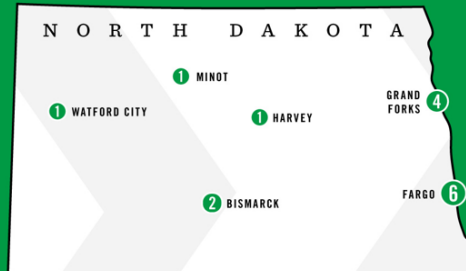 NORTH DAKOTA
1 MINOT
1 WATFORD CITY
1 HARVEY
GRAND
FORKS 4
2 BISMARCK
FARGO 6